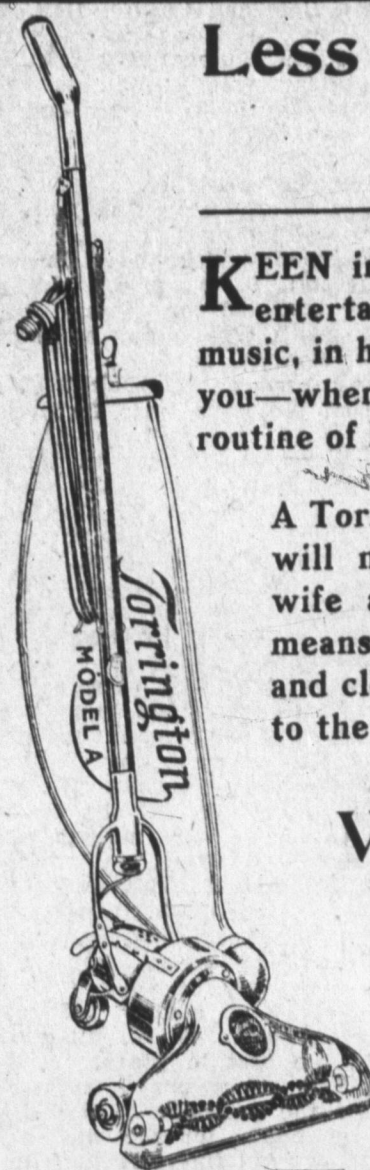 Less
KEEN in
enterta
music, in h
you—when
routine of
A Tor
will
wife a
means
and cl
to the
V
Torrington
MODEL A